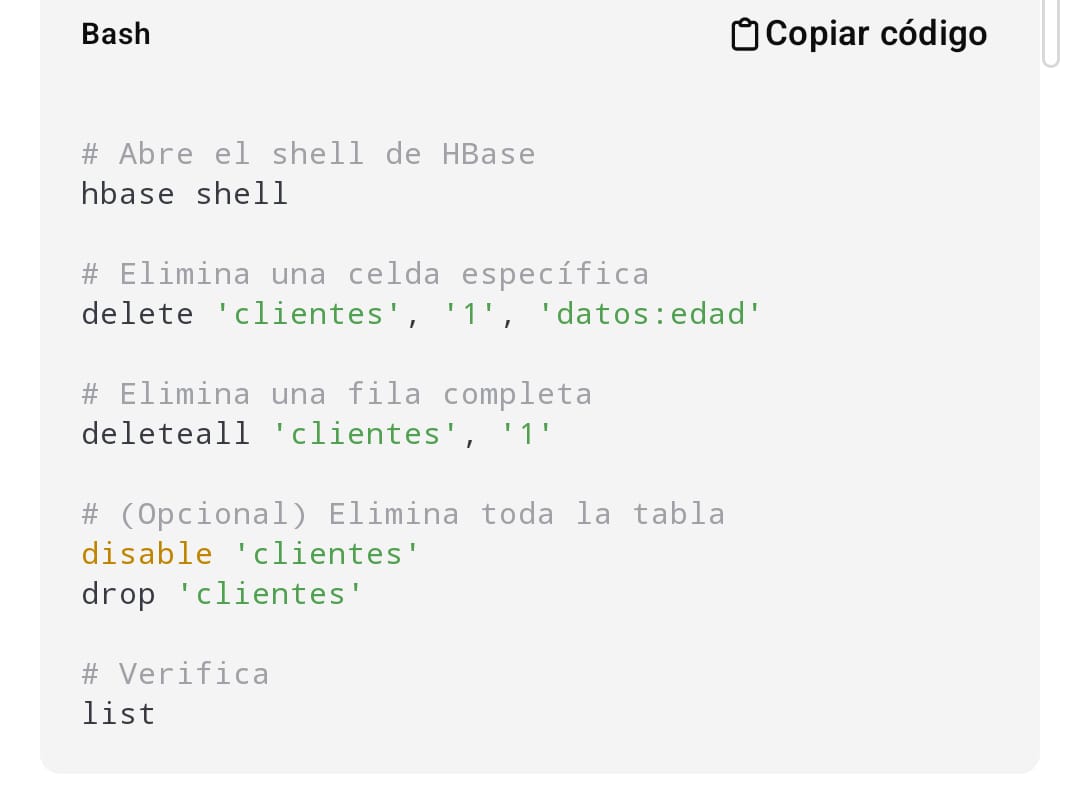 Bash
Copiar código
# Abre el shell de HBase
hbase shell
# Elimina una celda específica
delete 'clientes', '1', 'datos:edad'
# Elimina una fila completa
deleteall 'clientes', '1'
# (Opcional) Elimina toda la tabla
disable 'clientes'
drop 'clientes'
# Verifica
list